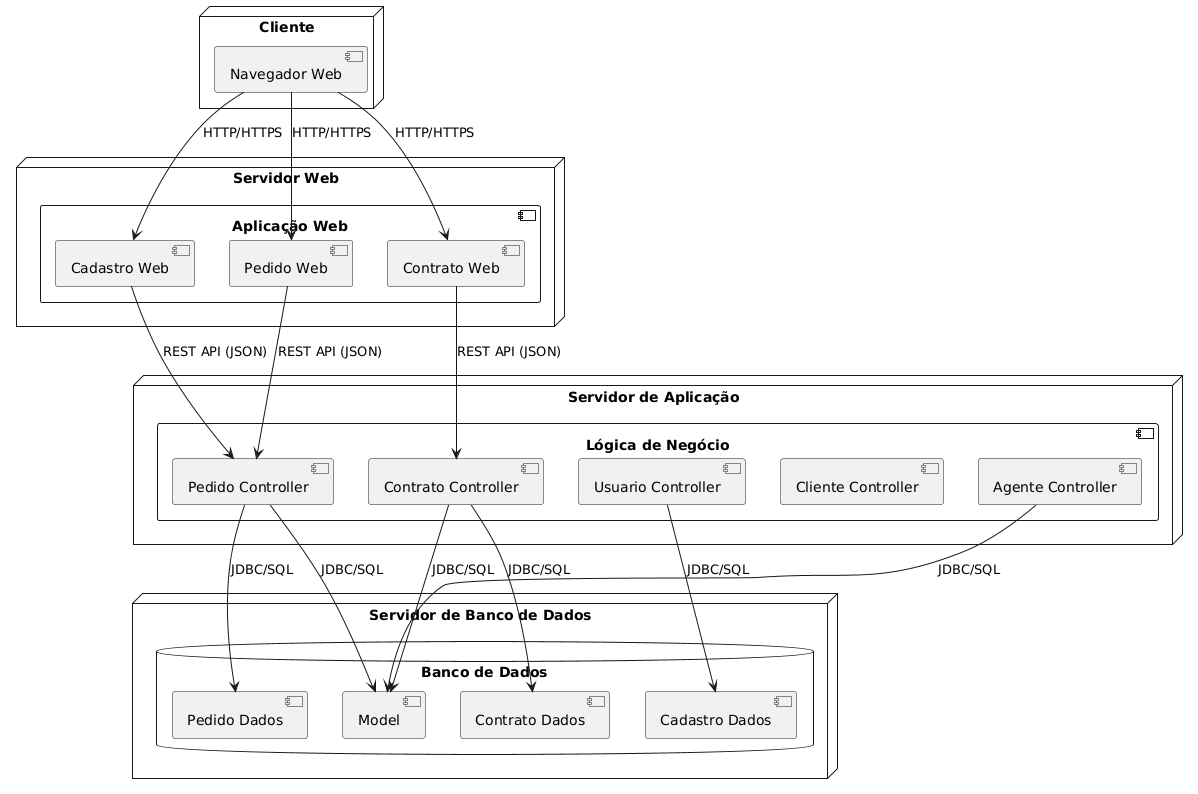 Cliente
Navegador Web
HTTP/HTTPS
HTTP/HTTPS
HTTP/HTTPS
Servidor Web
Aplicação Web
Cadastro Web
Pedido Web
Contrato Web
REST API (JSON)
REST API (JSON)
REST API (JSON)
Servidor de Aplicação
Lógica de Negócio
Pedido Controller
Contrato Controller
Usuario Controller
Cliente Controller
Agente Controller
JDBC/SQL
JDBC/SQL
JDBC/SQL
JDBC/SQL
JDBC/SQL
JDBC/SQL
Servidor de Banco de Dados
Banco de Dados
Pedido Dados
Model
Contrato Dados
Cadastro Dados